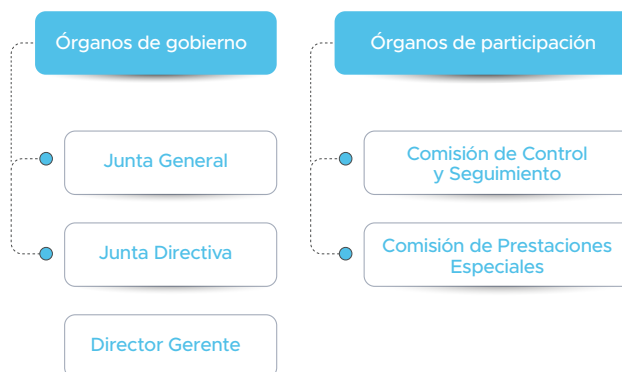 Órganos de gobierno
Junta General
Junta Directiva
Director Gerente
Órganos de participación
Comisión de Control
y Seguimiento
Comisión de Prestaciones
Especiales